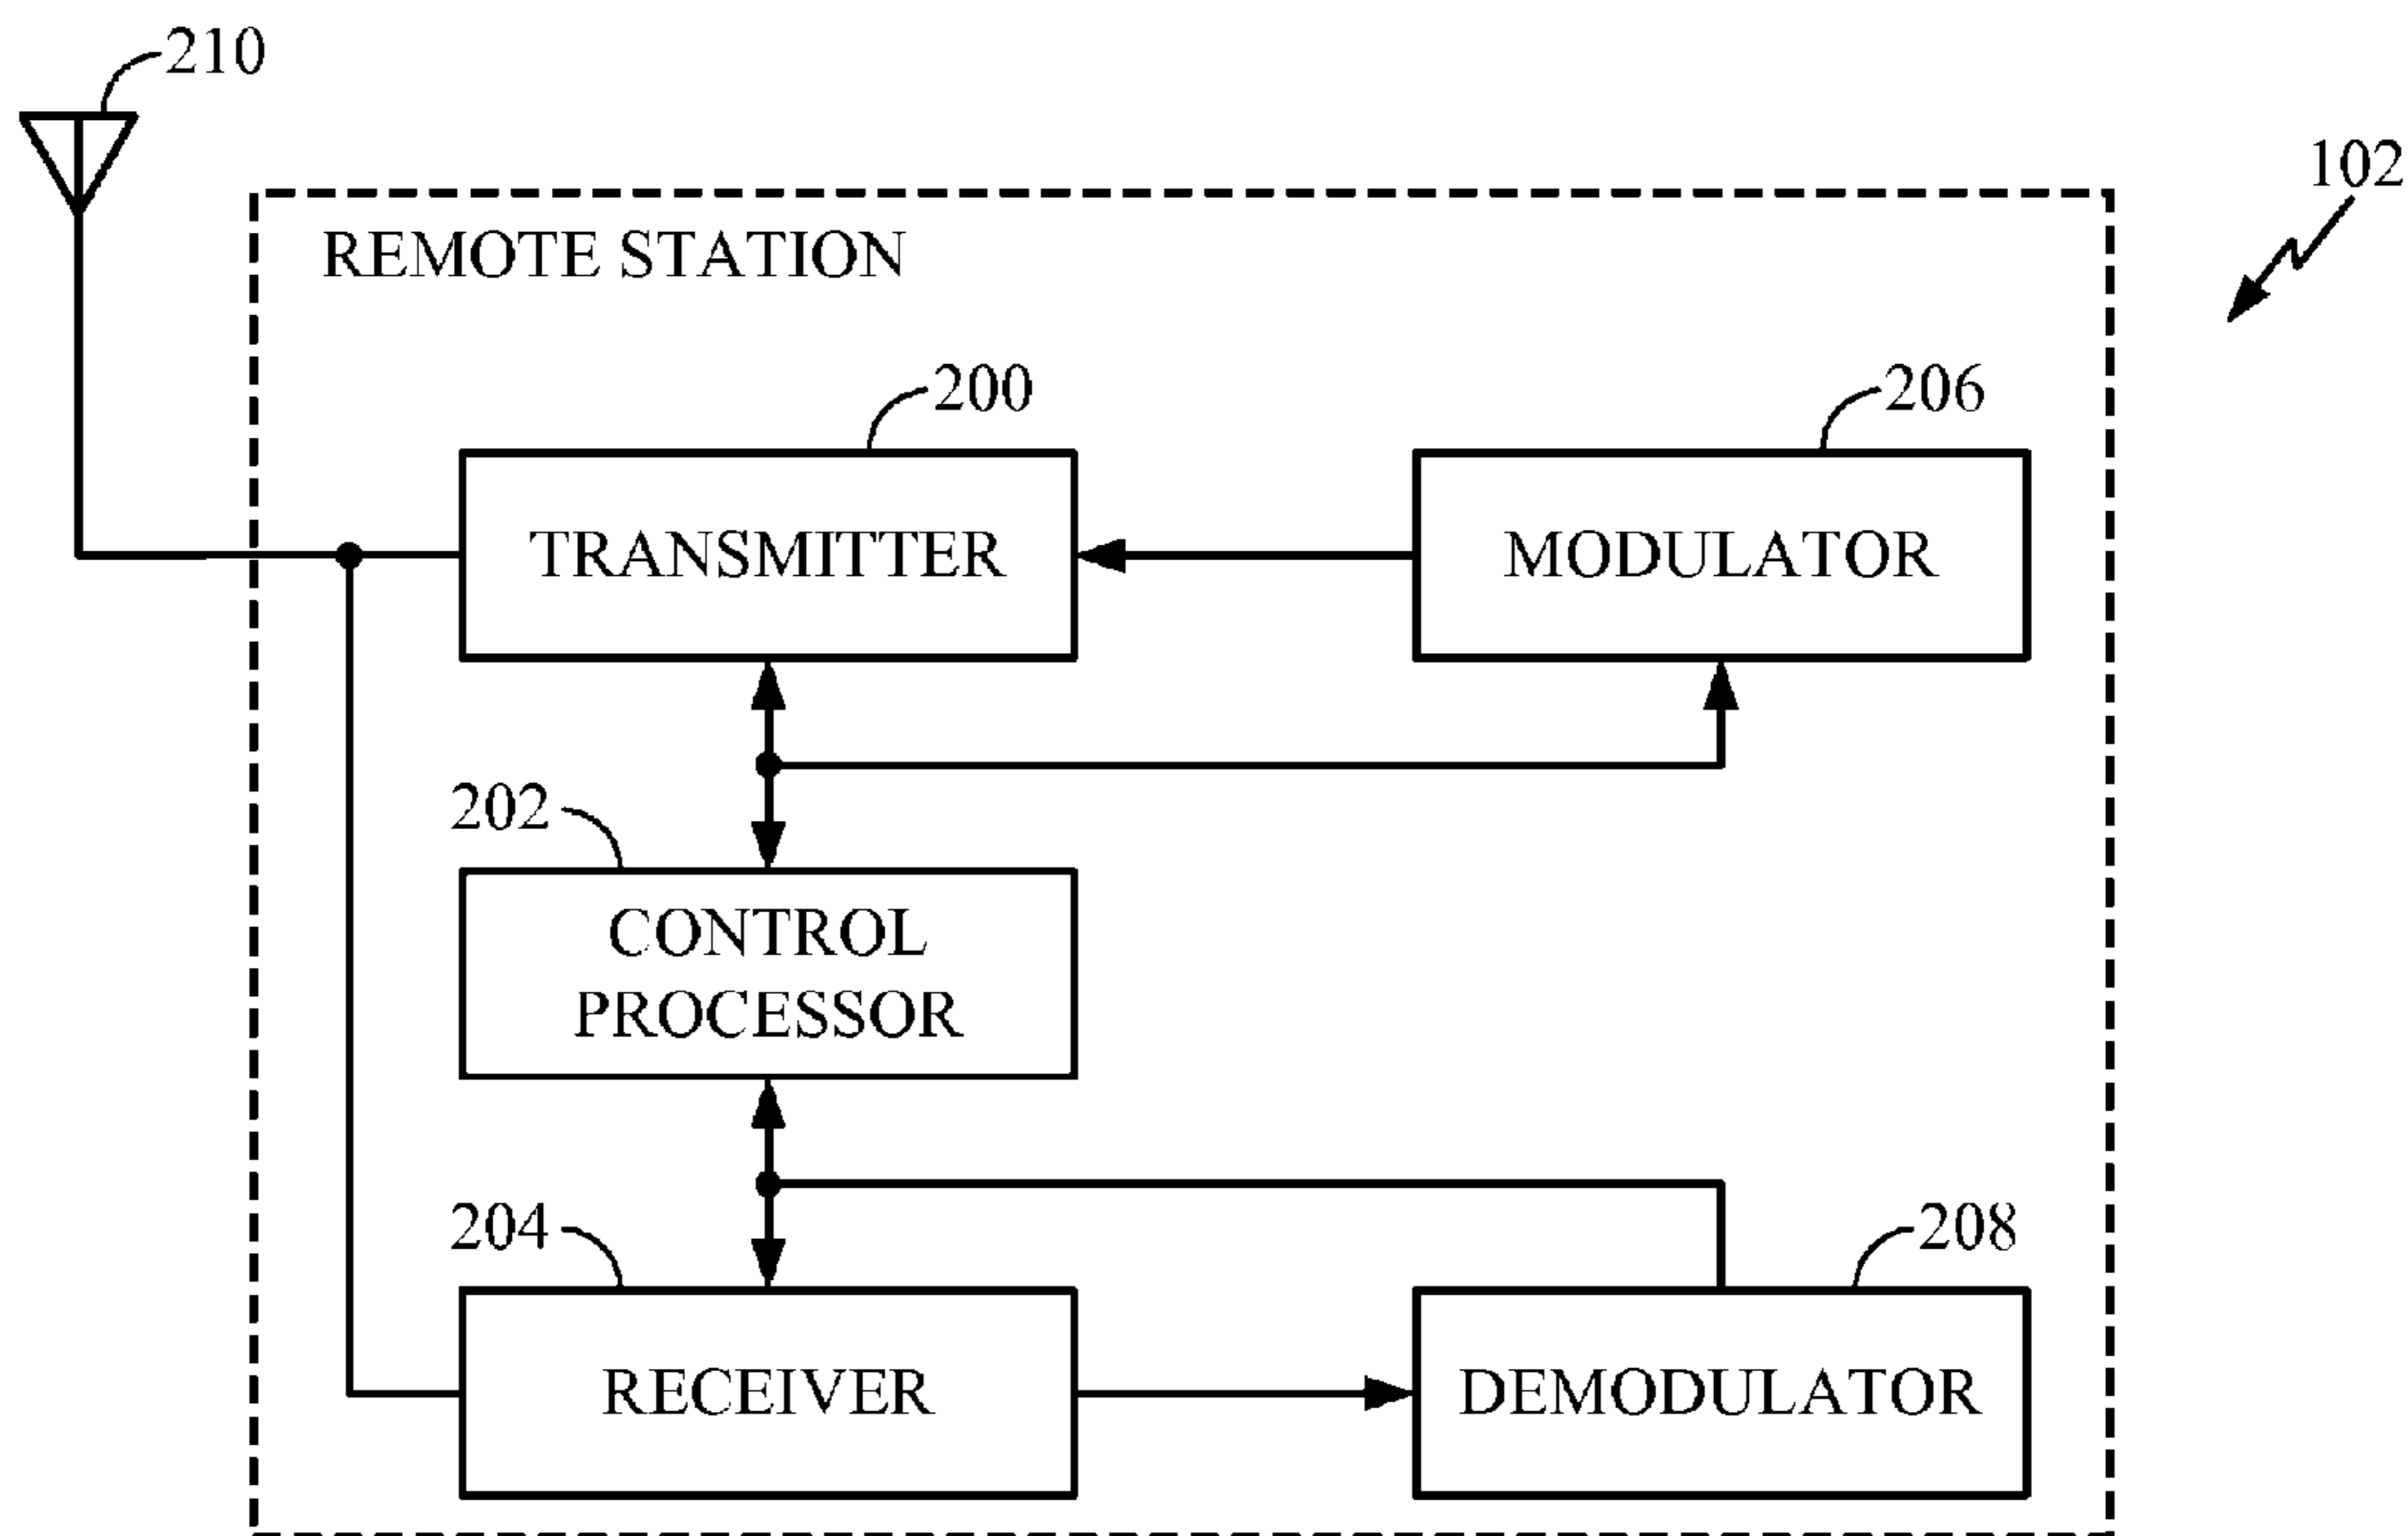 210
102
REMOTE STATION
200
206
TRANSMITTER
MODULATOR
202
CONTROL
PROCESSOR
204
208
RECEIVER
DEMODULATOR